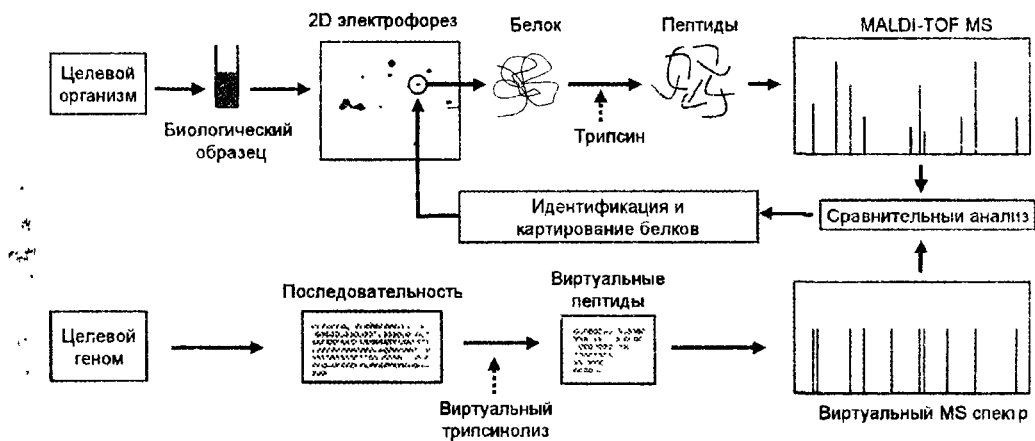 2D электрофорез
Белок
Пептиды
MALDI-TOF MS
Целевой
организм
Биологический
образец
Трипсин
Идентификация и
картирование белков
Сравнительный анализ
Последовательность
Виртуальные
пептиды
Целевой
геном
Виртуальный
трипсинолиз
Виртуальный MS спектр